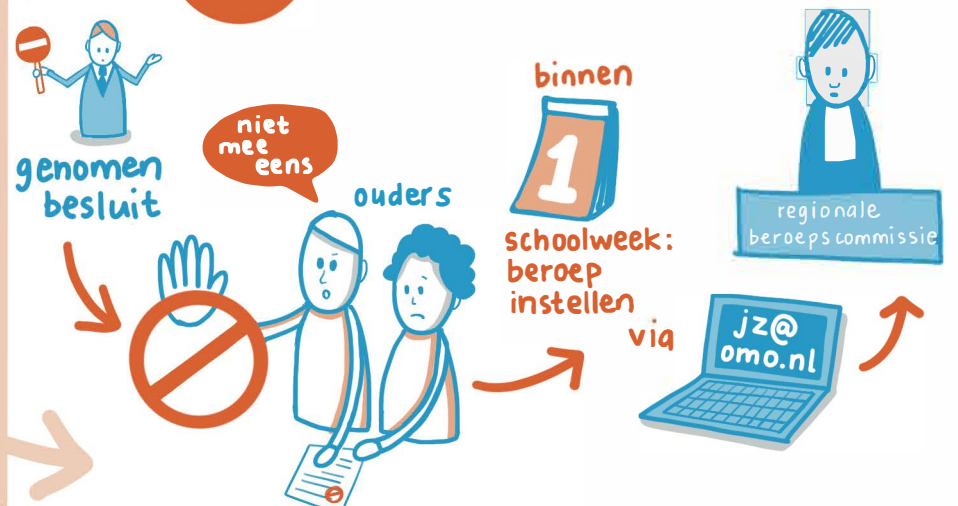 genomen
besluit
niet
mee
eens
ouders
binnen
1
schoolweek:
beroep
instellen
via
jz@
omo.nl
regionale
beroepscommissie